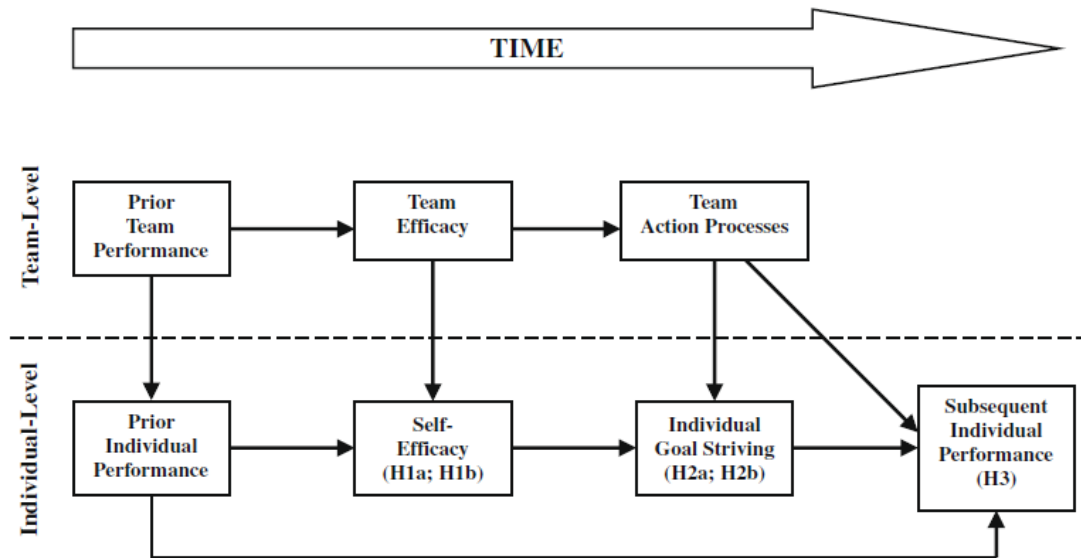 TIME
Team-Level
Prior
Team
Performance
Team
Efficacy
Team
Action Processes
Individual-Level
Prior
Individual
Performance
Self-
Efficacy
(H1a; H1b)
Individual
Goal Striving
(H2a; H2b)
Subsequent
Individual
Performance
(H3)